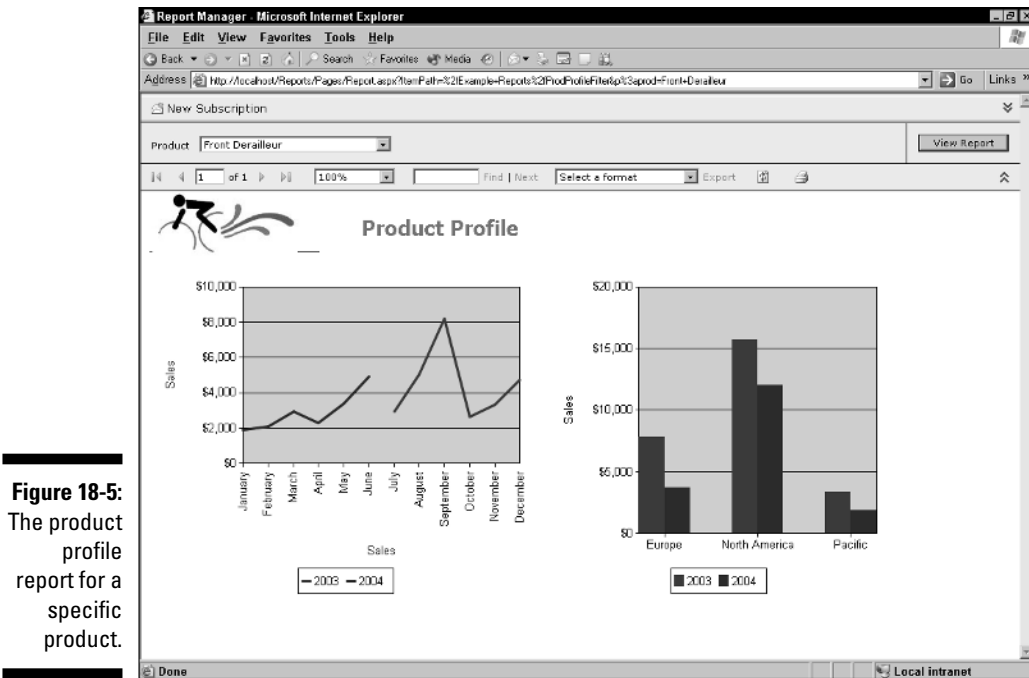 Report Manager - Microsoft Internet Explorer
File Edit View Favorites Tools Help
Back Search Favorites Media
Address http://localhost/Reports/Pages/Report.aspx?ItemPath=%2fExample+Reports%2fProdProfileFilter&p%3aprod=Front+Derailleur Go Links »
New Subscription
Product Front Derailleur View Report
1 of 1 100% Find | Next Select a format Export
Product Profile
$10,000
$8,000
$6,000
$4,000
$2,000
$0
Sales
January
February
March
April
May
June
July
August
September
October
November
December
Sales
2003 2004
$20,000
$15,000
$10,000
$5,000
$0
Sales
Europe North America Pacific
2003 2004
Done Local intranet
Figure 18-5:
The product
profile
report for a
specific
product.